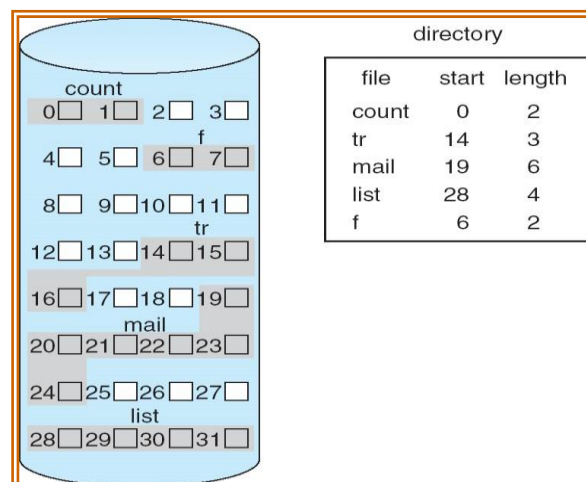 count
0 1 2 3
f
4 5 6 7
8 9 10 11
tr
12 13 14 15
16 17 18 19
mail
20 21 22 23
24 25 26 27
list
28 29 30 31
directory
file start length
count 0 2
tr 14 3
mail 19 6
list 28 4
f 6 2